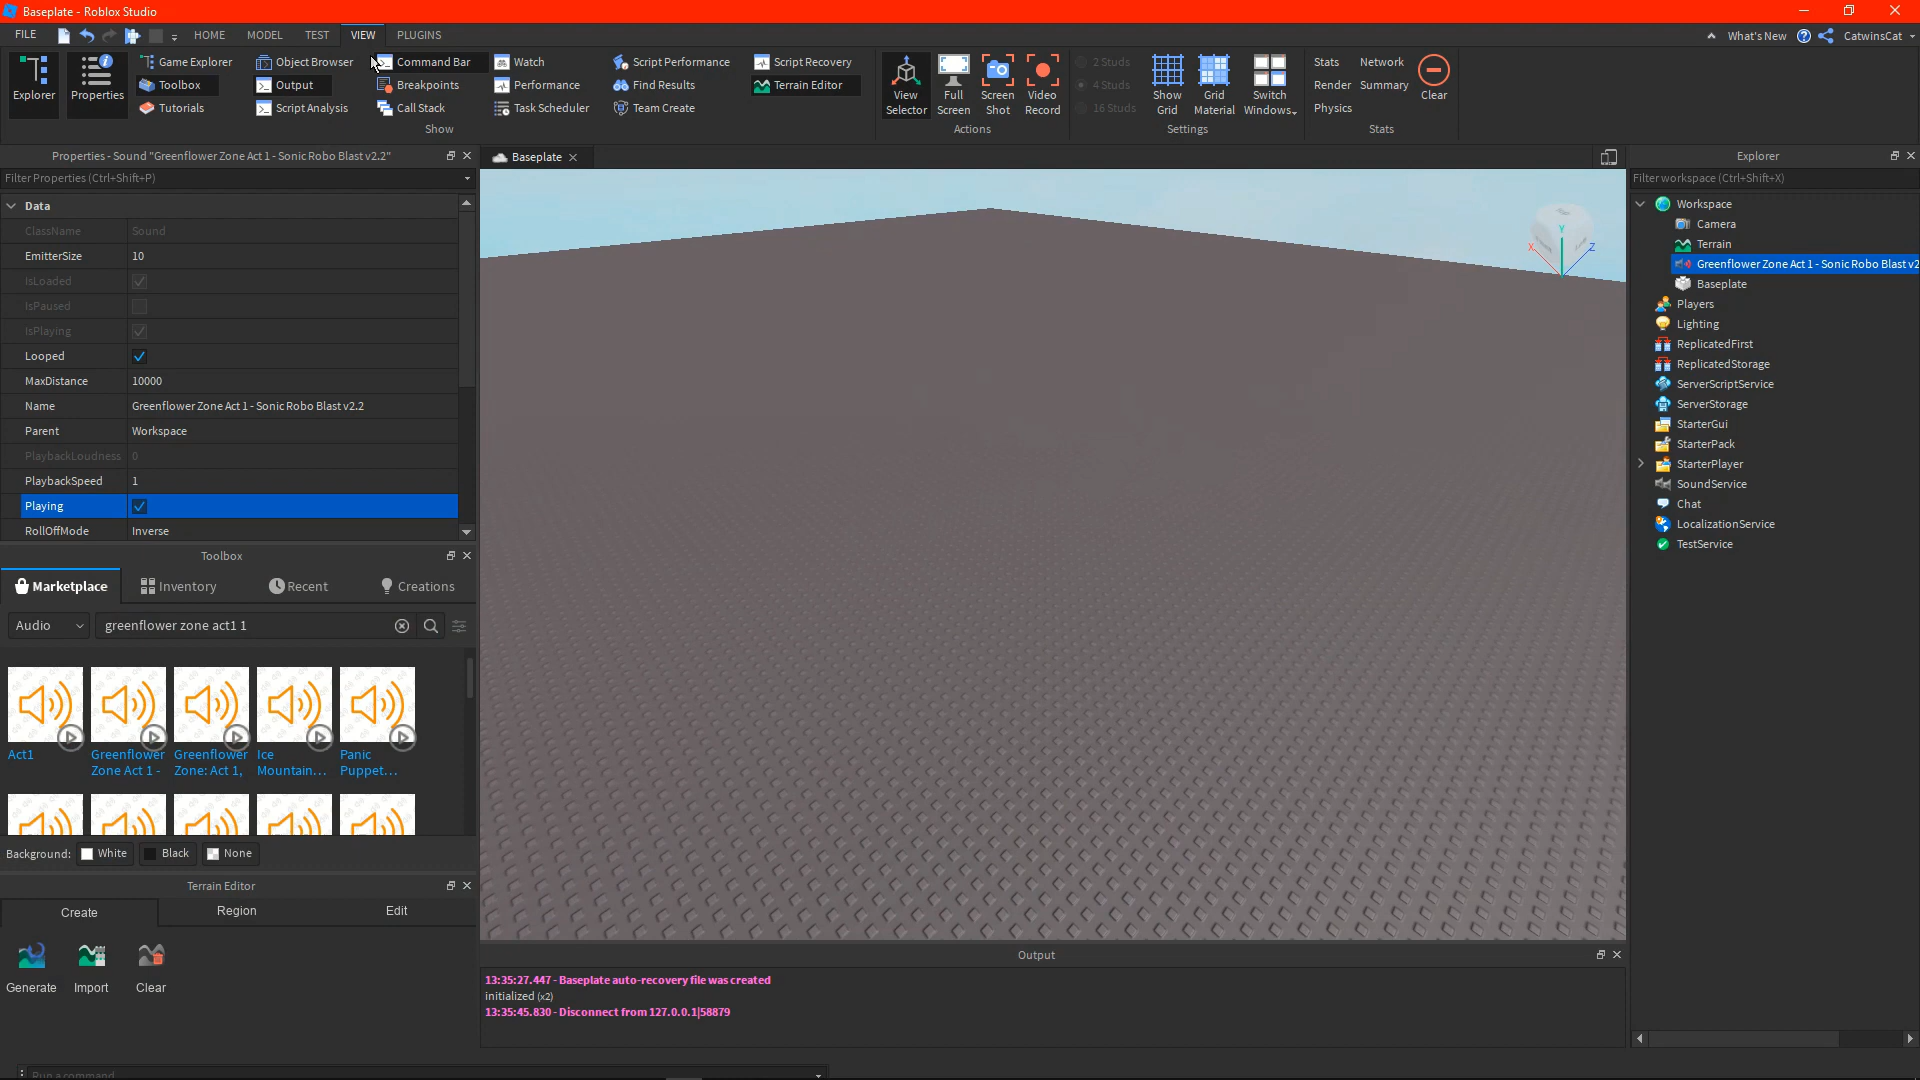 Baseplate - Roblox Studio
FILE
HOME
MODEL
TEST
VIEW
PLUGINS
What's New
CatwinsCat
Explorer
Properties
Game Explorer
Toolbox
Tutorials
Object Browser
Output
Script Analysis
Command Bar
Breakpoints
Call Stack
Watch
Performance
Task Scheduler
Script Performance
Find Results
Team Create
Script Recovery
Terrain Editor
Show
View Selector
Full Screen
Screen Shot
Video Record
Actions
2 Studs
4 Studs
16 Studs
Show Grid
Grid Material
Switch Windows
Settings
Stats
Network
Render
Summary
Physics
Clear
Stats
Properties - Sound "Greenflower Zone Act 1 - Sonic Robo Blast v2.2"
Filter Properties (Ctrl+Shift+P)
Data
ClassName Sound
EmitterSize 10
IsLoaded
IsPaused
IsPlaying
Looped
MaxDistance 10000
Name Greenflower Zone Act 1 - Sonic Robo Blast v2.2
Parent Workspace
PlaybackLoudness 0
PlaybackSpeed 1
Playing
RollOffMode Inverse
Toolbox
Marketplace
Inventory
Recent
Creations
Audio
greenflower zone act1 1
Act1
Greenflower Zone Act 1 -
Greenflower Zone: Act 1,
Ice Mountain...
Panic Puppet...
Background:
White
Black
None
Terrain Editor
Create
Region
Edit
Generate
Import
Clear
Baseplate
X
Y
Z
Output
13:35:27.447 - Baseplate auto-recovery file was created
initialized (x2)
13:35:45.830 - Disconnect from 127.0.0.1|58879
Run a command
Explorer
Filter workspace (Ctrl+Shift+X)
Workspace
Camera
Terrain
Greenflower Zone Act 1 - Sonic Robo Blast v2
Baseplate
Players
Lighting
ReplicatedFirst
ReplicatedStorage
ServerScriptService
ServerStorage
StarterGui
StarterPack
StarterPlayer
SoundService
Chat
LocalizationService
TestService